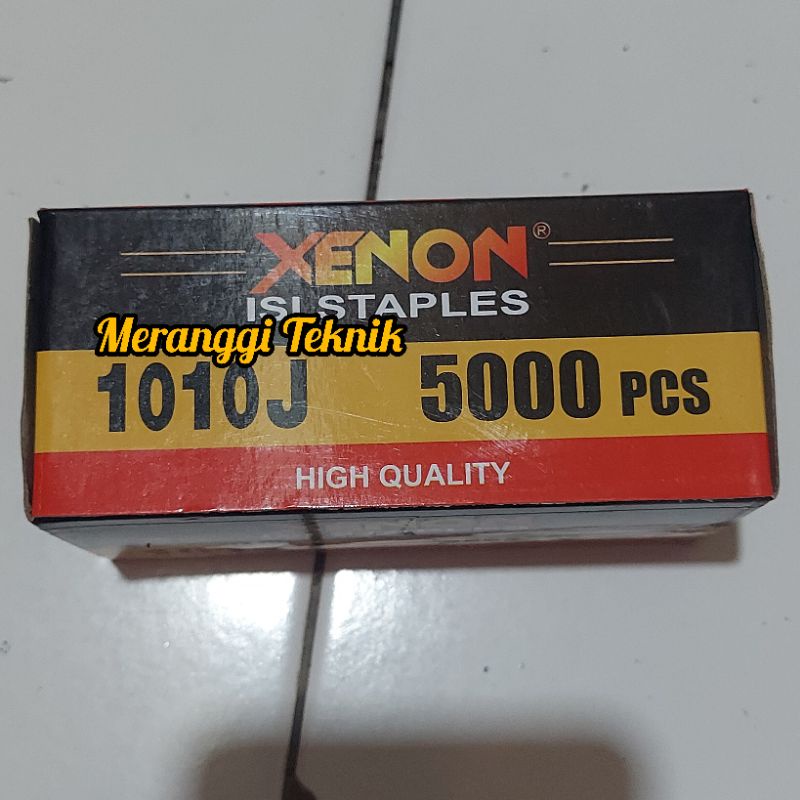 XENON®
ISI STAPLES
Meranggi Teknik
1010J 5000 PCS
HIGH QUALITY